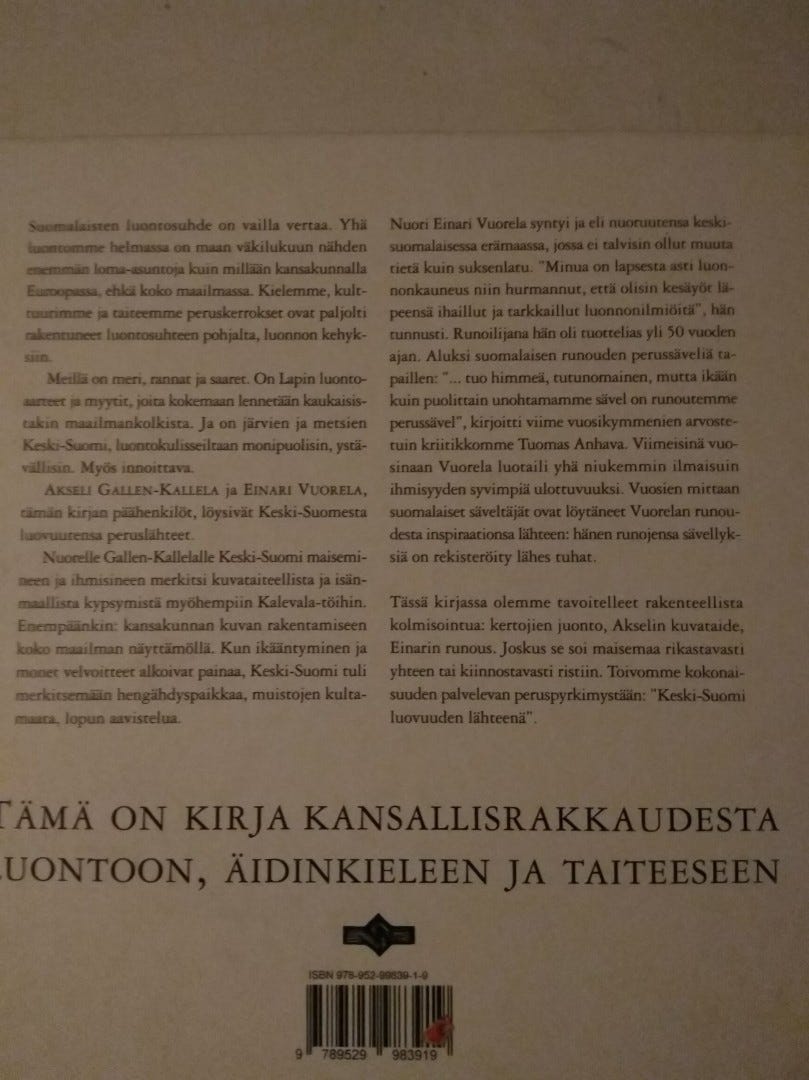 Suomalaisten luontosuhde on vailla vertaa. Yhä
luontomme helmassa on maan väkilukuun nähden
enemmän loma-asuntoja kuin millään kansakunnalla
Euroopassa, ehkä koko maailmassa. Kielemme, kult-
tuurimme ja taiteemme peruskerrokset ovat paljolti
rakentuneet luontosuhteen pohjalta, luonnon kehyk-
siin.
Meillä on meri, rannat ja saaret. On Lapin luonto-
aarteet ja myytit, joita kokemaan lennetään kaukaisis-
takin maailmankolkista. Ja on järvien ja metsien
Keski-Suomi, luontokulisseiltaan monipuolisin, ystä-
vällisin. Myös innoittava.
AKSELI GALLEN-KALLELA ja EINARI VUORELA,
tämän kirjan päähenkilöt, löysivät Keski-Suomesta
luovuutensa peruslähteet.
Nuorelle Gallen-Kallelalle Keski-Suomi maisemi-
neen ja ihmisineen merkitsi kuvataiteellista ja isän-
maallista kypsymistä myöhempiin Kalevala-töihin.
Enempäänkin: kansakunnan kuvan rakentamiseen
koko maailman näyttämöllä. Kun ikääntyminen ja
monet velvoitteet alkoivat painaa, Keski-Suomi tuli
merkitsemään hengähdyspaikkaa, muistojen kulta-
maata, lopun aavistelua.
Nuori Einari Vuorela syntyi ja eli nuoruutensa keski-
suomalaisessa erämaassa, jossa ei talvisin ollut muuta
tietä kuin suksenlatu. "Minua on lapsesta asti luon-
nonkauneus niin hurmannut, että olisin kesäyöt lä-
peensä ihaillut ja tarkkaillut luonnonilmiöitä", hän
tunnusti. Runoilijana hän oli tuottelias yli 50 vuoden
ajan. Aluksi suomalaisen runouden perussäveliä ta-
paillen: "... tuo himmeä, tutunomainen, mutta ikään
kuin puolittain unohtamamme sävel on runoutemme
perussävel", kirjoitti viime vuosikymmenien arvoste-
tuin kriitikkomme Tuomas Anhava. Viimeisinä vuo-
sinaan Vuorela luotaili yhä niukemmin ilmaisuin
ihmisyyden syvimpiä ulottuvuuksi. Vuosien mittaan
suomalaiset säveltäjät ovat löytäneet Vuorelan runou-
desta inspiraationsa lähteen: hänen runojensa sävellyk-
siä on rekisteröity lähes tuhat.
Tässä kirjassa olemme tavoitelleet rakenteellista
kolmisointua: kertojien juonto, Akselin kuvataide,
Einarin runous. Joskus se soi maisemaa rikastavasti
yhteen tai kiinnostavasti ristiin. Toivomme kokonai-
suuden palvelevan peruspyrkimystään: "Keski-Suomi
luovuuden lähteenä".
TÄMÄ ON KIRJA KANSALLISRAKKAUDESTA
LUONTOON, ÄIDINKIELEEN JA TAITEESEEN
ISBN 978-952-99839-1-9
9 789529 983919